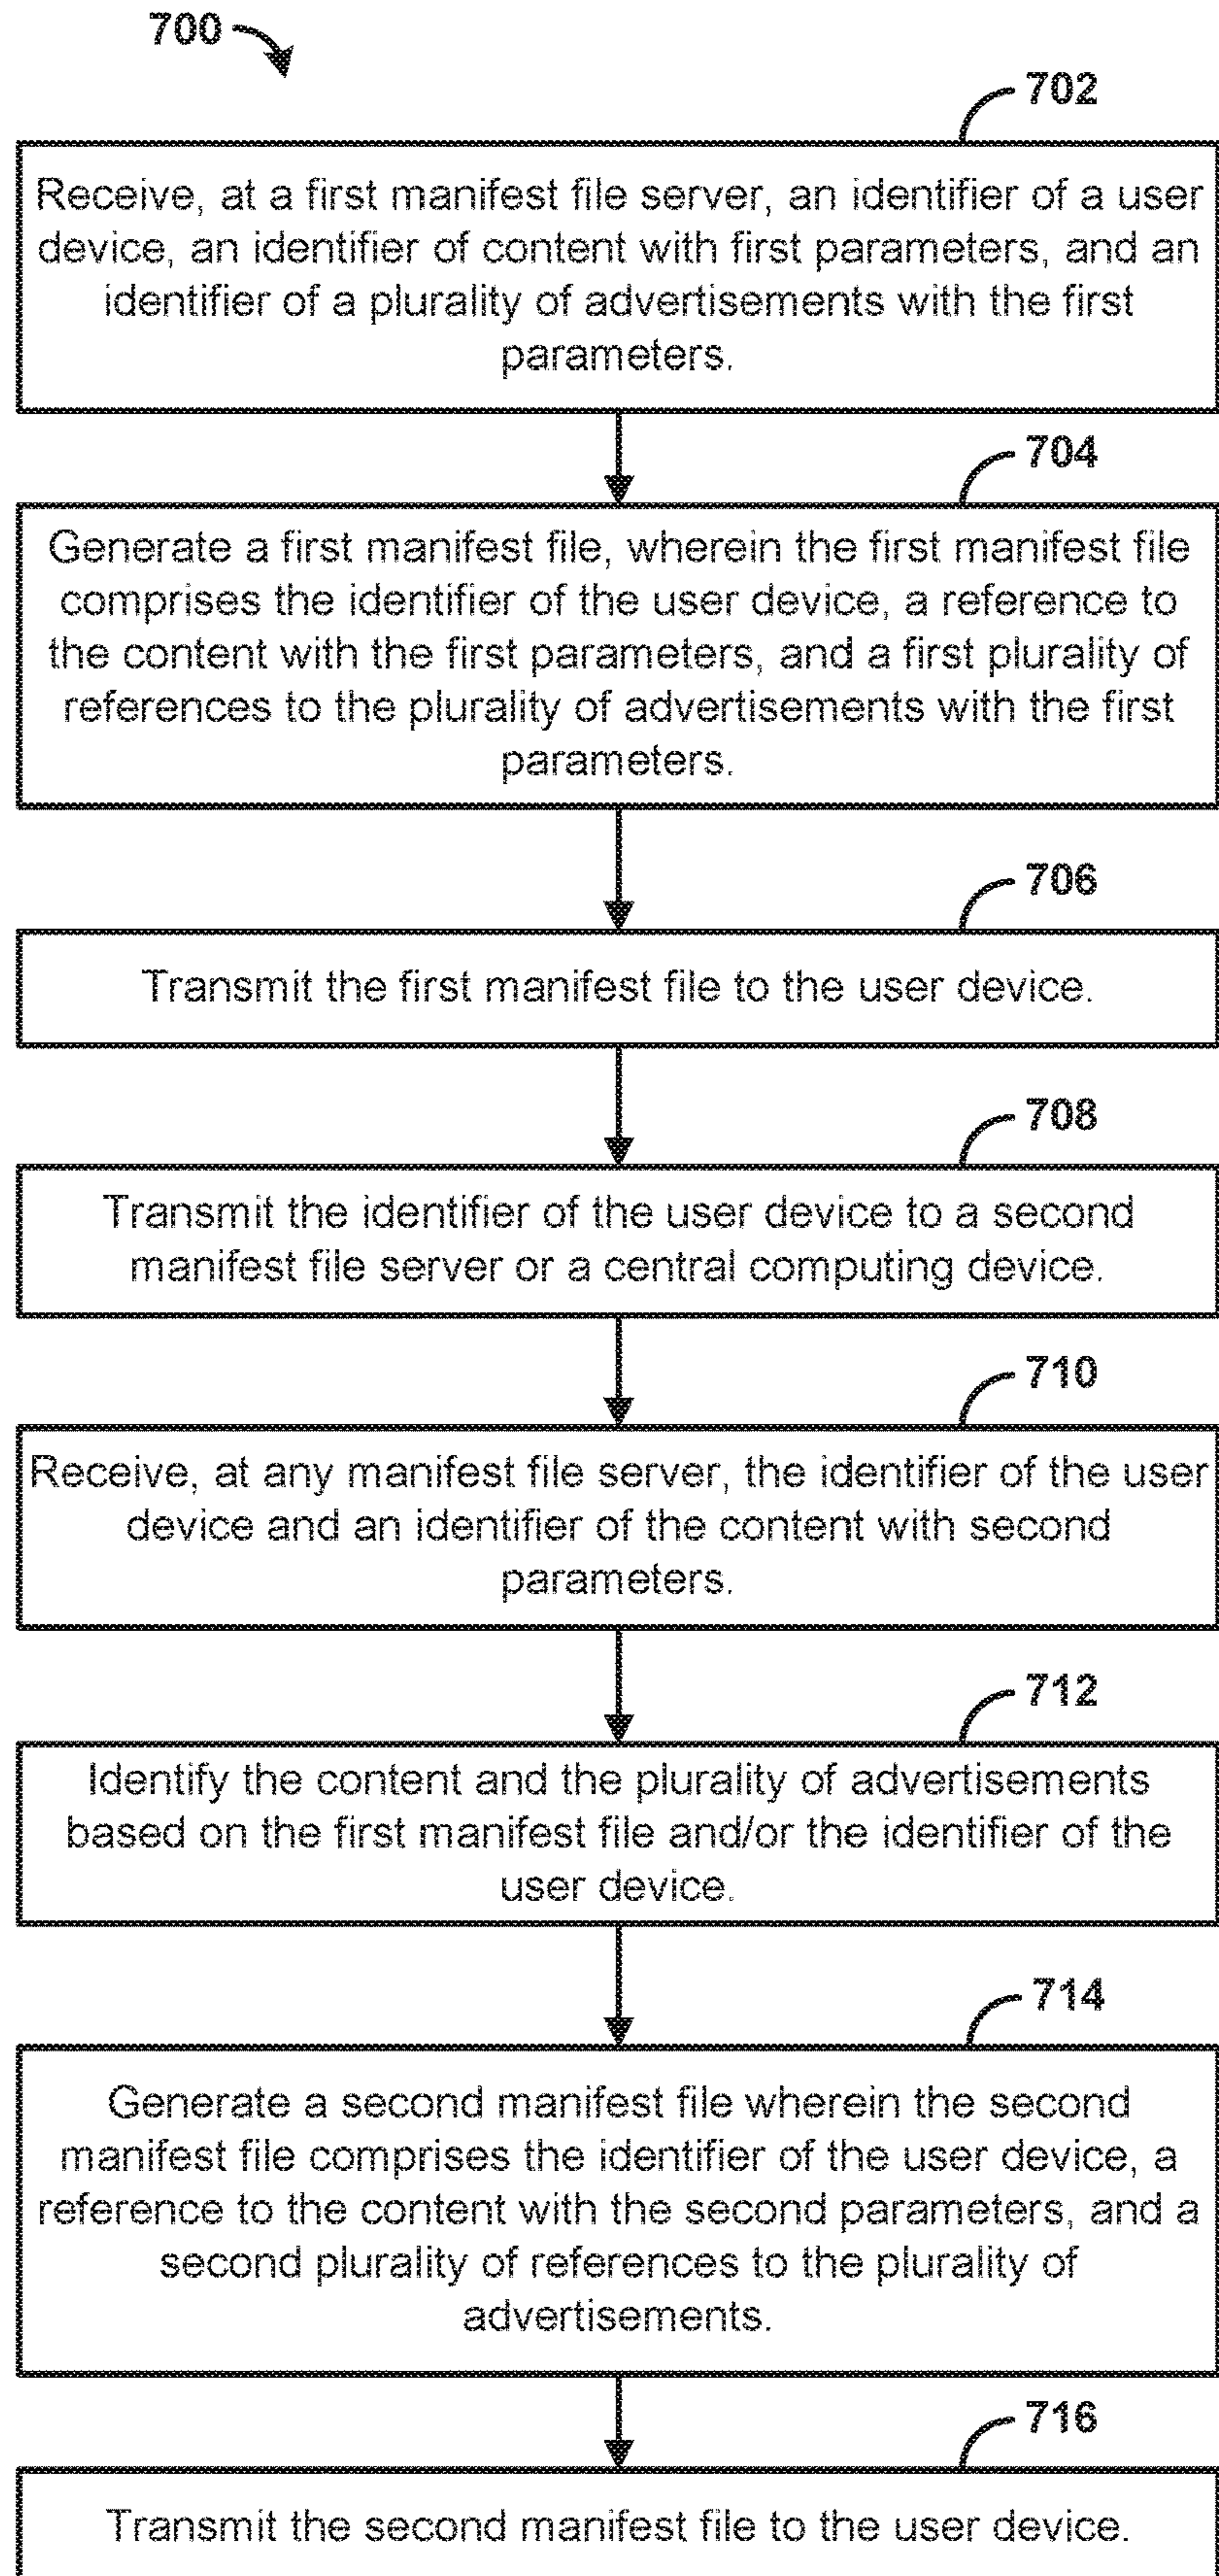 700
702
Receive, at a first manifest file server, an identifier of a user
device, an identifier of content with first parameters, and an
identifier of a plurality of advertisements with the first
parameters.
704
Generate a first manifest file, wherein the first manifest file
comprises the identifier of the user device, a reference to
the content with the first parameters, and a first plurality of
references to the plurality of advertisements with the first
parameters.
706
Transmit the first manifest file to the user device.
708
Transmit the identifier of the user device to a second
manifest file server or a central computing device.
710
Receive, at any manifest file server, the identifier of the user
device and an identifier of the content with second
parameters.
712
Identify the content and the plurality of advertisements
based on the first manifest file and/or the identifier of the
user device.
714
Generate a second manifest file wherein the second
manifest file comprises the identifier of the user device, a
reference to the content with the second parameters, and a
second plurality of references to the plurality of
advertisements.
716
Transmit the second manifest file to the user device.